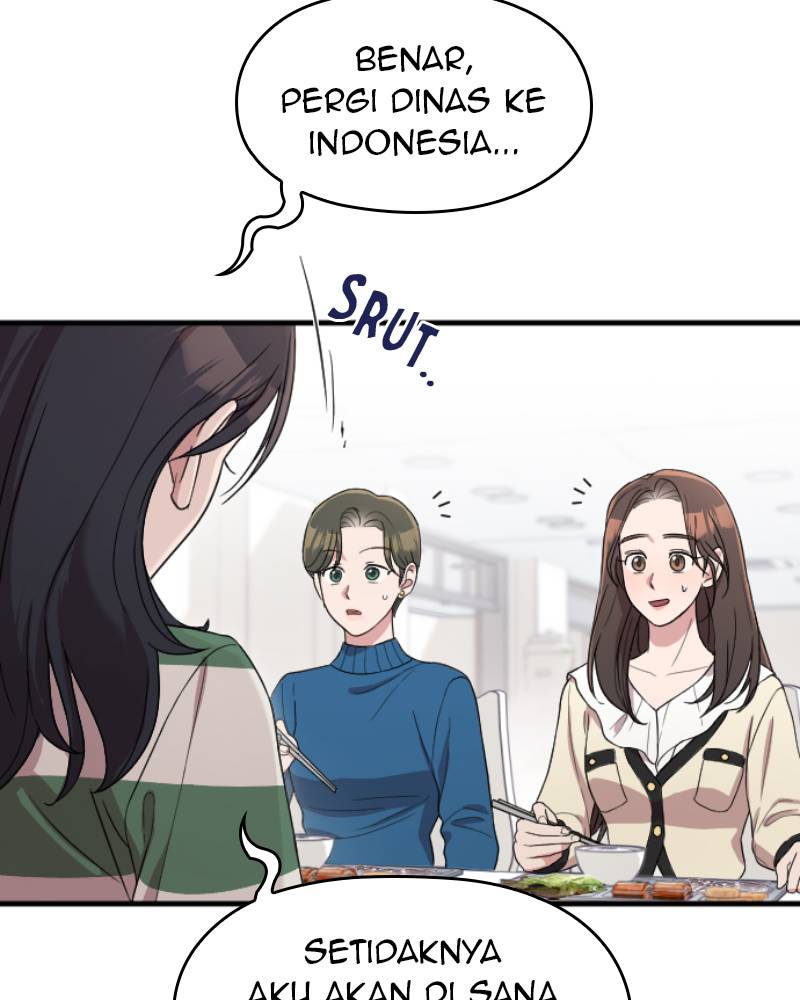 BENAR,
PERGI DINAS KE
INDONESIA...
SRUT..
SETIDAKNYA
AKU AKAN DI SANA